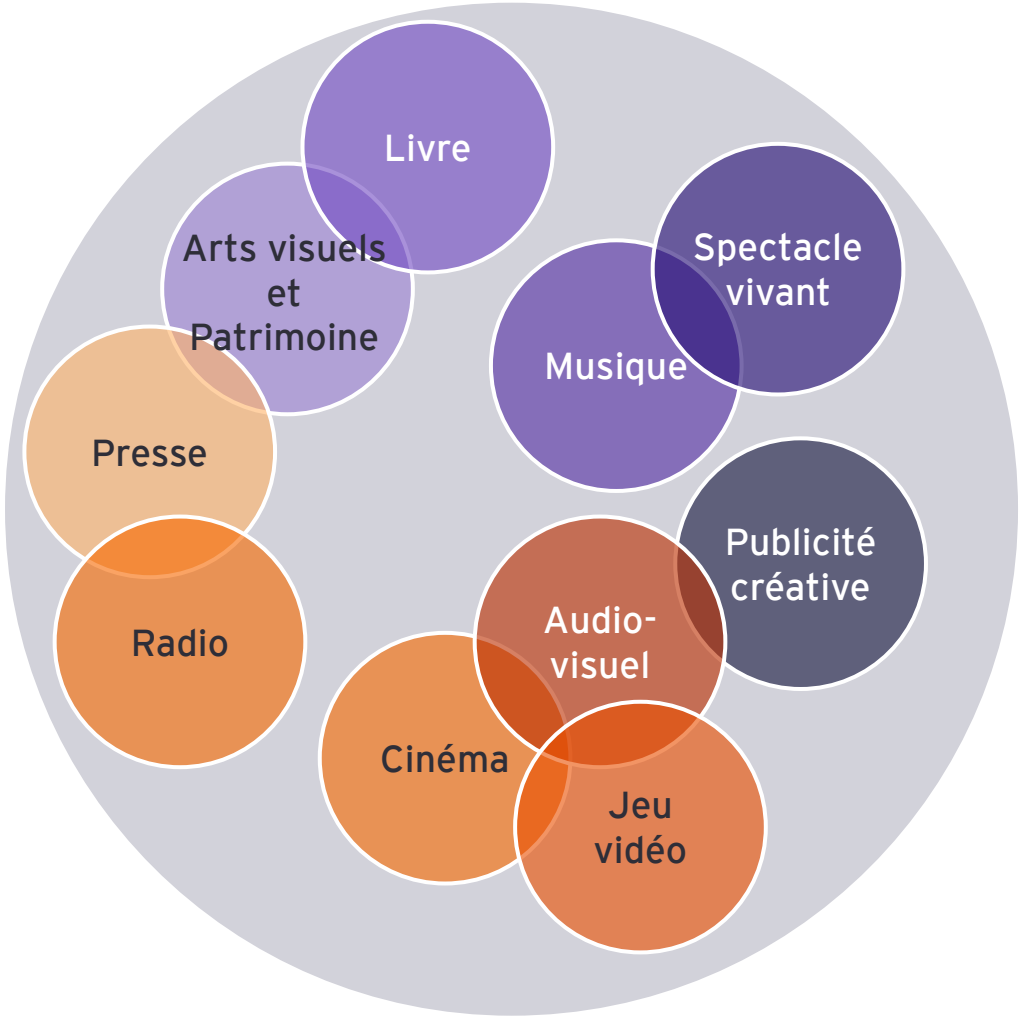 Livre
Arts visuels
et
Patrimoine
Spectacle
vivant
Musique
Presse
Publicité
créative
Radio
Audio-
visuel
Cinéma
Jeu
vidéo